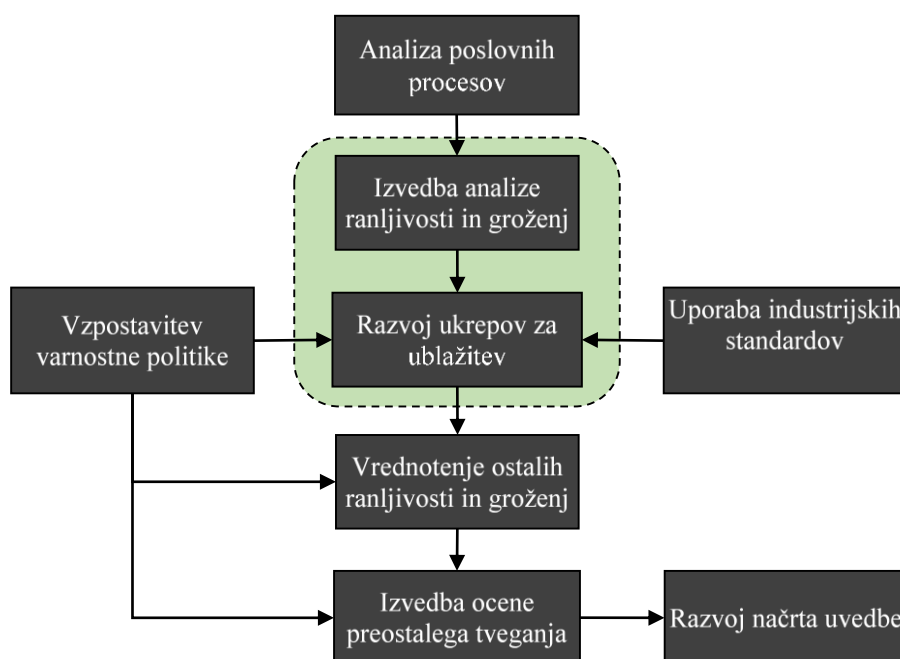 Analiza poslovnih
procesov
Izvedba analize
ranljivosti in groženj
Vzpostavitev
varnostne politike
Razvoj ukrepov za
ublažitev
Uporaba industrijskih
standardov
Vrednotenje ostalih
ranljivosti in groženj
Izvedba ocene
preostalega tveganja
Razvoj načrta uvedbe